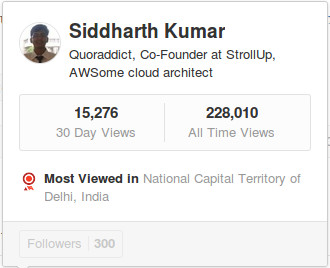 Siddharth Kumar
Quoraddict, Co-Founder at StrollUp,
AWSome cloud architect
15,276
30 Day Views
228,010
All Time Views
Most Viewed in National Capital Territory of
Delhi, India
Followers 300